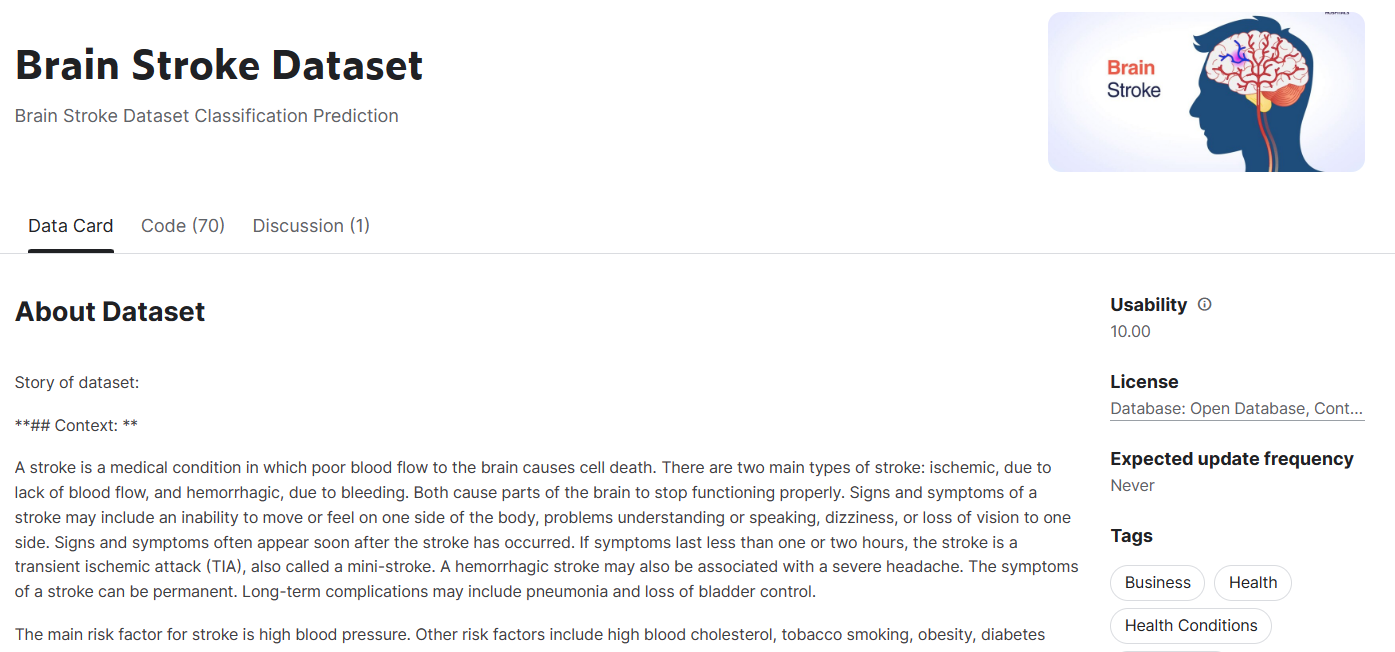 Brain Stroke Dataset
Brain Stroke Dataset Classification Prediction
Brain
Stroke
Data Card
Code (70)
Discussion (1)
About Dataset
Story of dataset:
**## Context: **
A stroke is a medical condition in which poor blood flow to the brain causes cell death. There are two main types of stroke: ischemic, due to
lack of blood flow, and hemorrhagic, due to bleeding. Both cause parts of the brain to stop functioning properly. Signs and symptoms of a
stroke may include an inability to move or feel on one side of the body, problems understanding or speaking, dizziness, or loss of vision to one
side. Signs and symptoms often appear soon after the stroke has occurred. If symptoms last less than one or two hours, the stroke is a
transient ischemic attack (TIA), also called a mini-stroke. A hemorrhagic stroke may also be associated with a severe headache. The symptoms
of a stroke can be permanent. Long-term complications may include pneumonia and loss of bladder control.
The main risk factor for stroke is high blood pressure. Other risk factors include high blood cholesterol, tobacco smoking, obesity, diabetes
Usability
10.00
License
Database: Open Database, Cont...
Expected update frequency
Never
Tags
Business
Health
Health Conditions